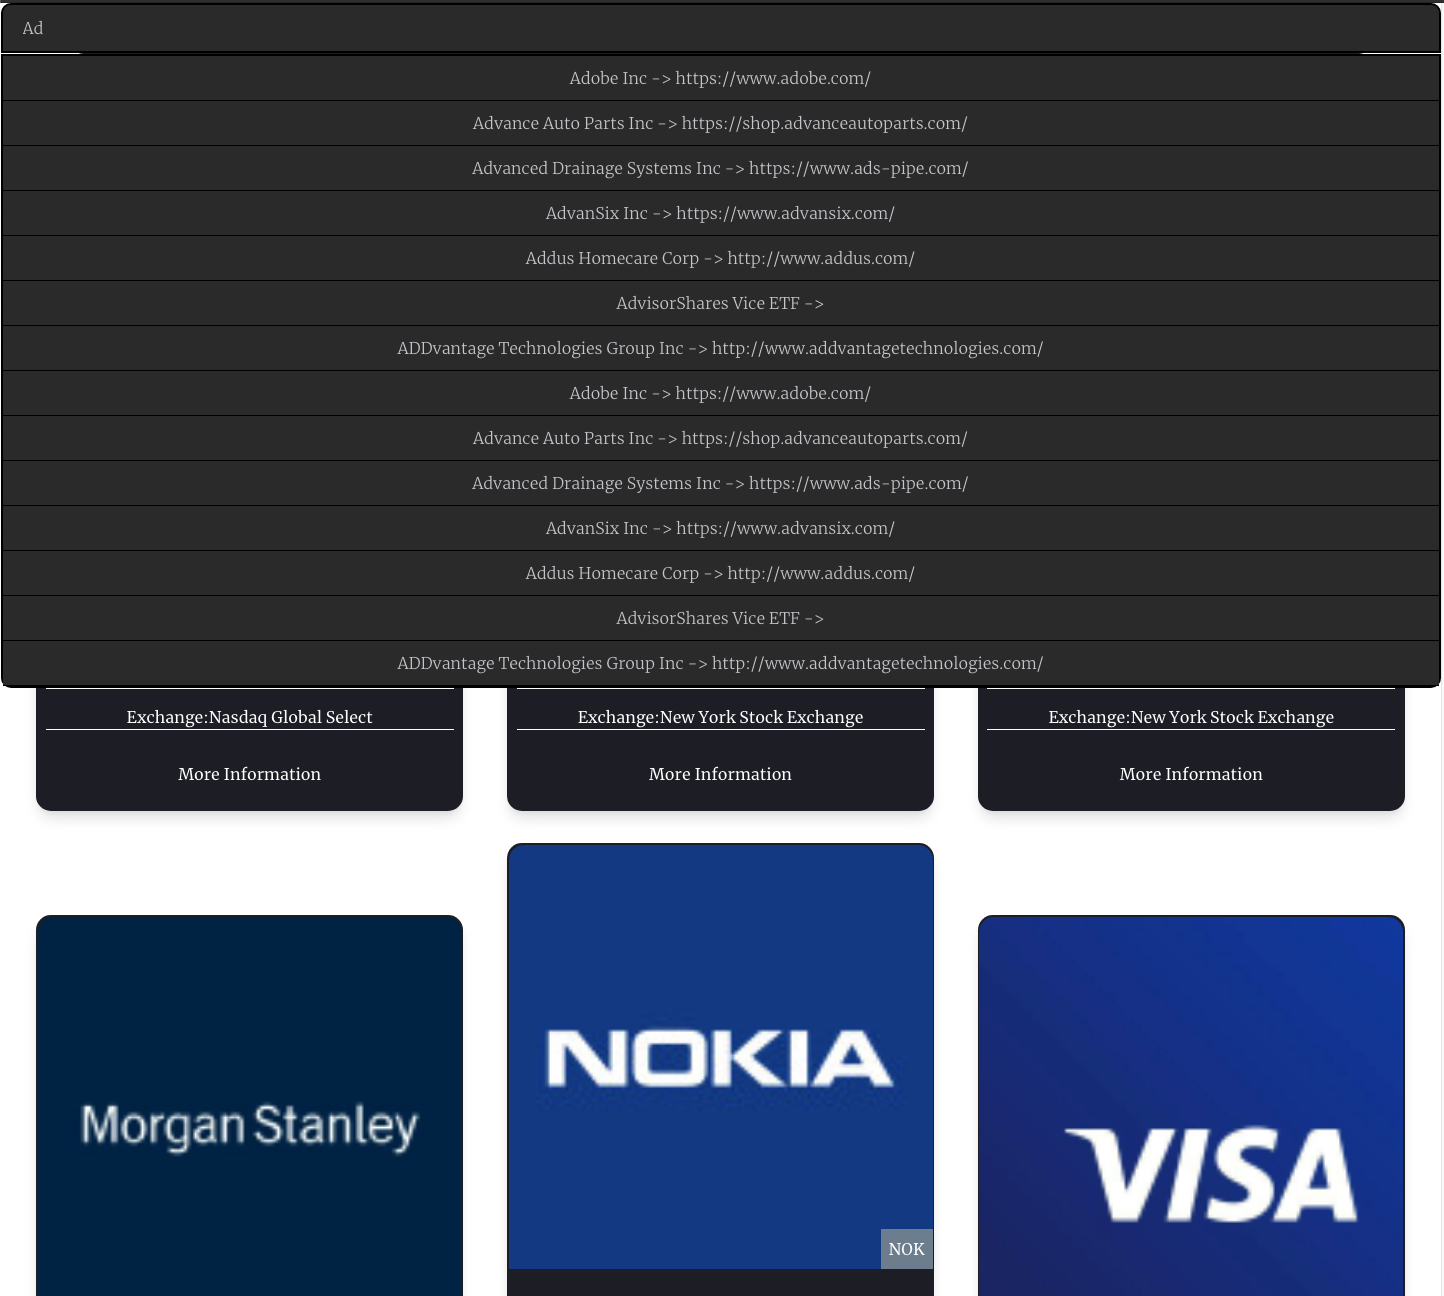 Ad
Adobe Inc -> https://www.adobe.com/
Advance Auto Parts Inc -> https://shop.advanceautoparts.com/
Advanced Drainage Systems Inc -> https://www.ads-pipe.com/
AdvanSix Inc -> https://www.advansix.com/
Addus Homecare Corp -> http://www.addus.com/
AdvisorShares Vice ETF ->
ADDvantage Technologies Group Inc -> http://www.addvantagetechnologies.com/
Adobe Inc -> https://www.adobe.com/
Advance Auto Parts Inc -> https://shop.advanceautoparts.com/
Advanced Drainage Systems Inc -> https://www.ads-pipe.com/
AdvanSix Inc -> https://www.advansix.com/
Addus Homecare Corp -> http://www.addus.com/
AdvisorShares Vice ETF ->
ADDvantage Technologies Group Inc -> http://www.addvantagetechnologies.com/
Exchange:Nasdaq Global Select
Exchange:New York Stock Exchange
Exchange:New York Stock Exchange
More Information
More Information
More Information
Morgan Stanley
NOKIA
NOK
VISA